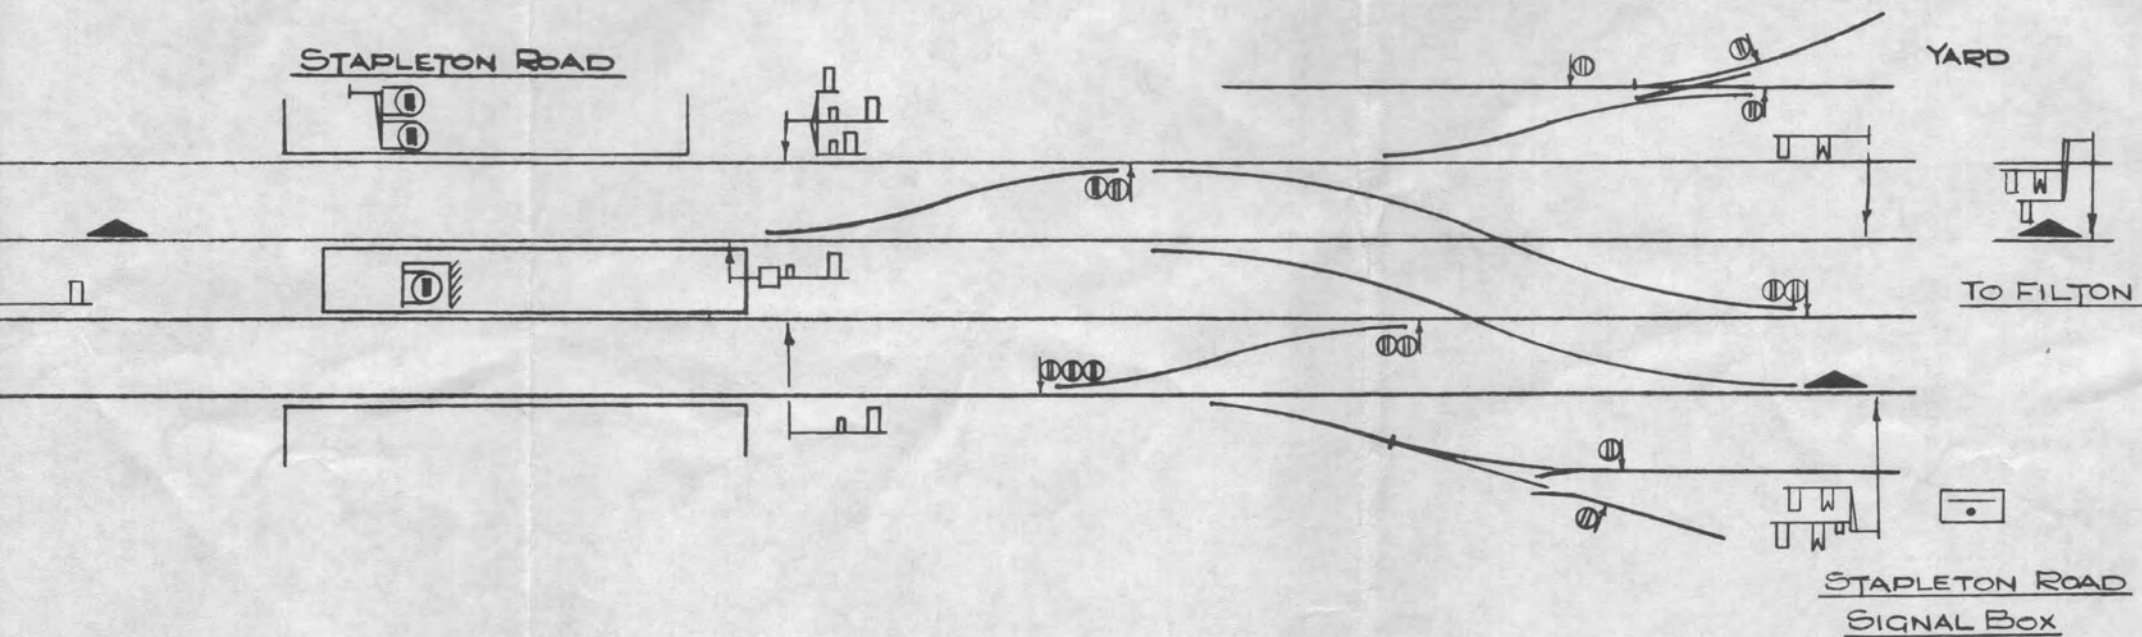 STAPLETON ROAD
YARD
TO FILTON
STAPLETON ROAD
SIGNAL BOX